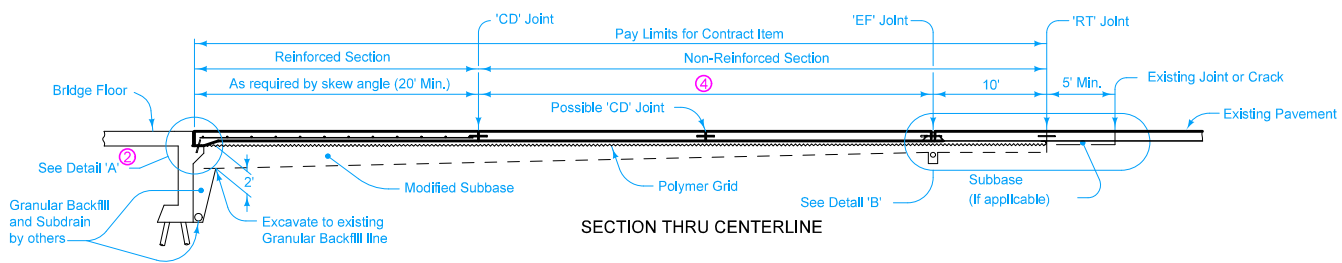 'CD' Joint
'EF' Joint
'RT' Joint
Pay Limits for Contract Item
Reinforced Section
Non-Reinforced Section
As required by skew angle (20' Min.)
4
10'
5' Min.
Existing Joint or Crack
Bridge Floor
Possible 'CD' Joint
Existing Pavement
2
See Detail 'A'
2'
Modified Subbase
Polymer Grid
Subbase
(If applicable)
See Detail 'B'
Granular Backfill
and Subdrain
by others
Excavate to existing
Granular Backfill line
SECTION THRU CENTERLINE